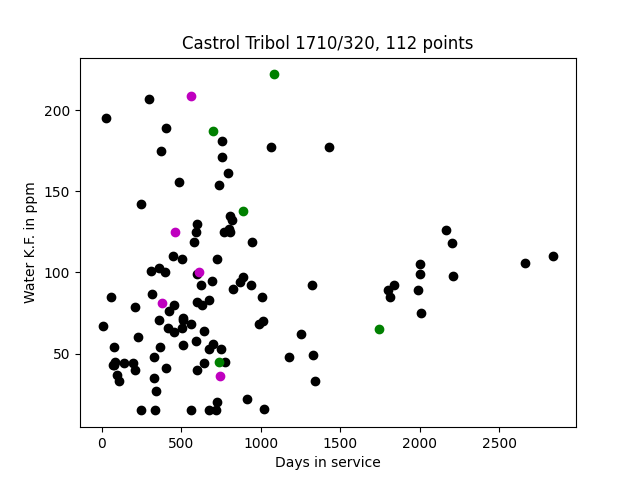 Castrol Tribol 1710/320, 112 points
200
150
100
50
Water K.F. in ppm
0 500 1000 1500 2000 2500
Days in service